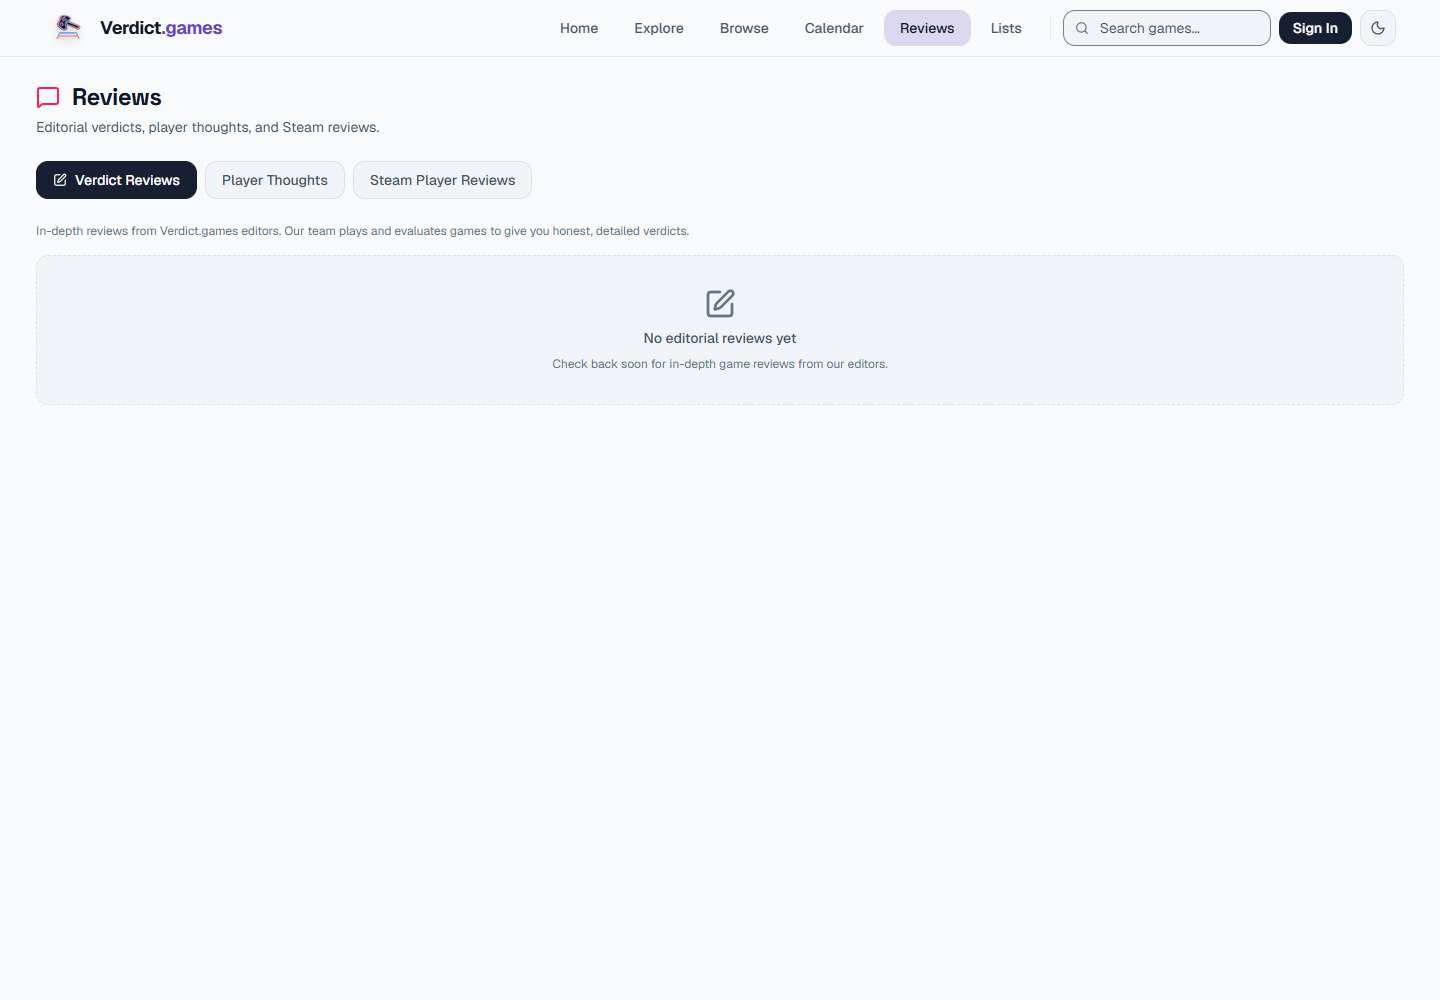 Verdict.games
Home
Explore
Browse
Calendar
Reviews
Lists
Search games...
Sign In
Reviews
Editorial verdicts, player thoughts, and Steam reviews.
Verdict Reviews
Player Thoughts
Steam Player Reviews
In-depth reviews from Verdict.games editors. Our team plays and evaluates games to give you honest, detailed verdicts.
No editorial reviews yet
Check back soon for in-depth game reviews from our editors.